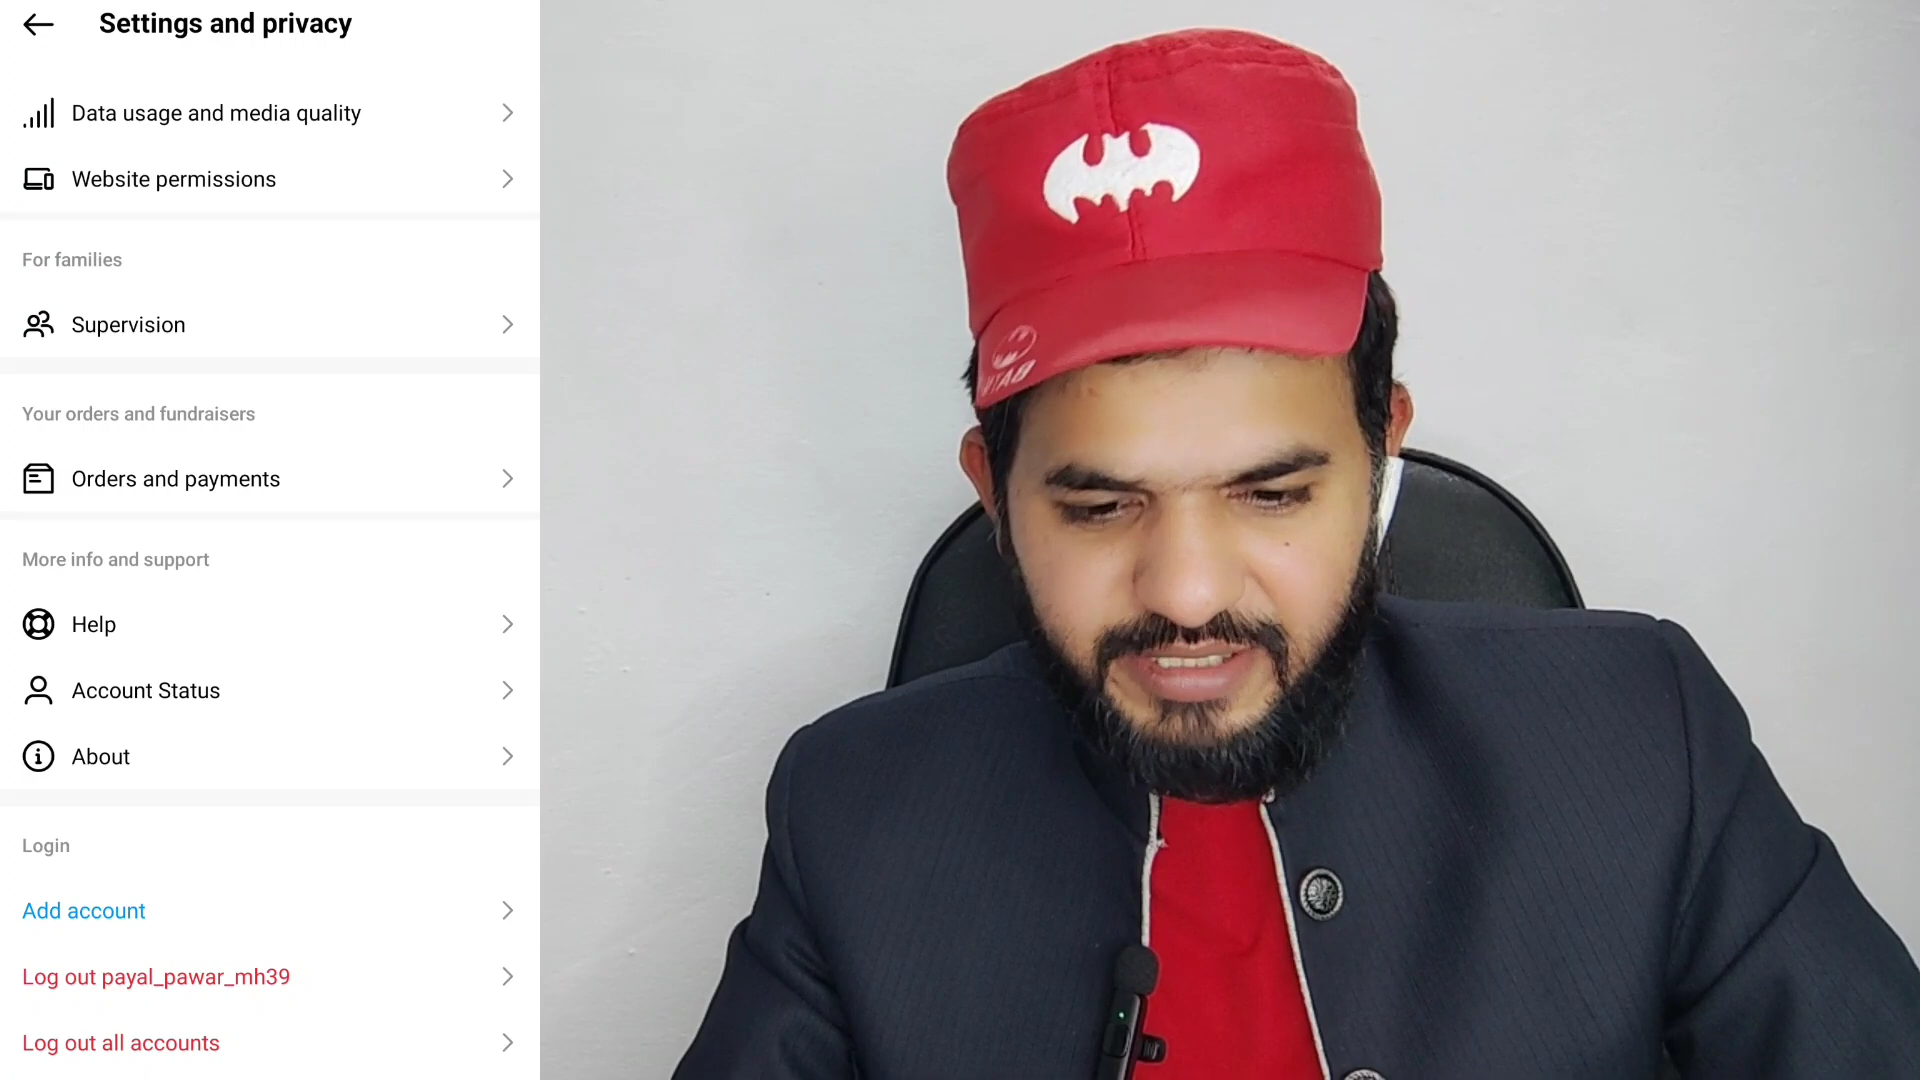 Settings and privacy
Data usage and media quality
Website permissions
For families
Supervision
Your orders and fundraisers
Orders and payments
More info and support
Help
Account Status
About
Login
Add account
Log out payal_pawar_mh39
Log out all accounts